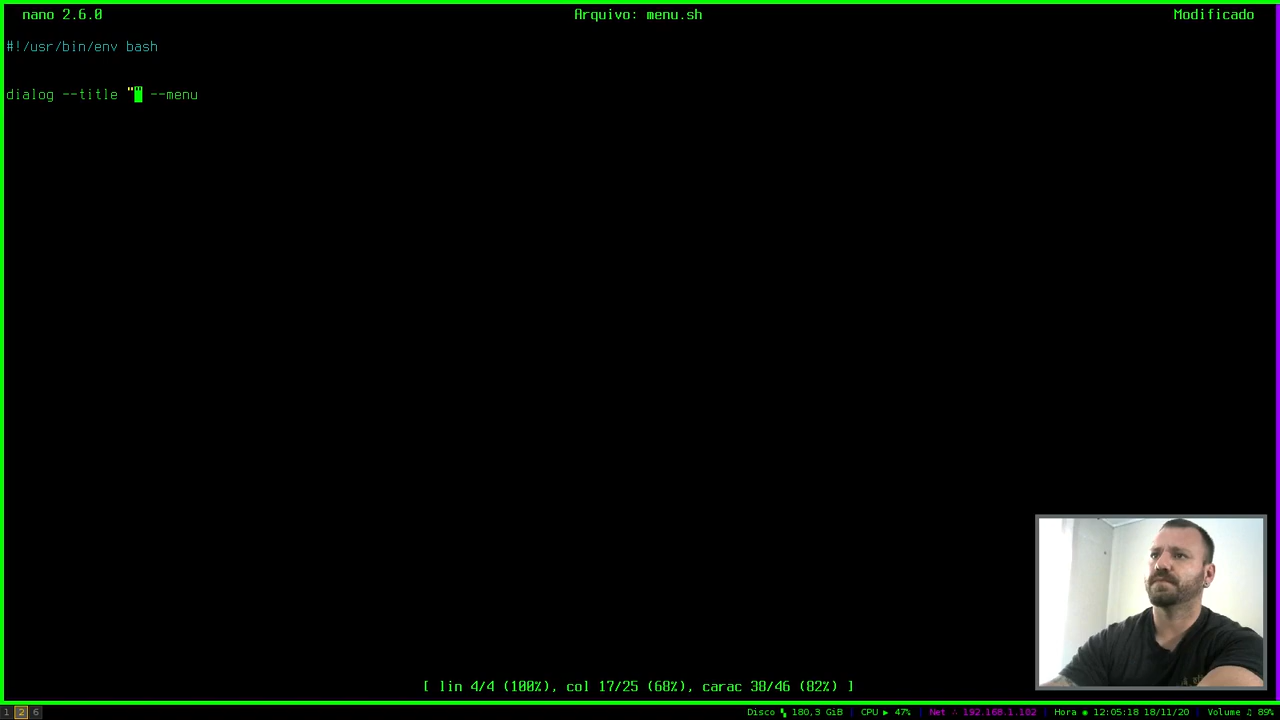 nano 2.6.0 Arquivo: menu.sh Modificado
#!/usr/bin/env bash
dialog --title "" --menu
[ lin 4/4 (100%), col 17/25 (68%), carac 38/46 (82%) ]
1 2 6 Disco 180,3 GiB | CPU ▶ 47% | Net 192.168.1.102 | Hora ◉ 12:05:18 18/11/20 | Volume ♫ 89%